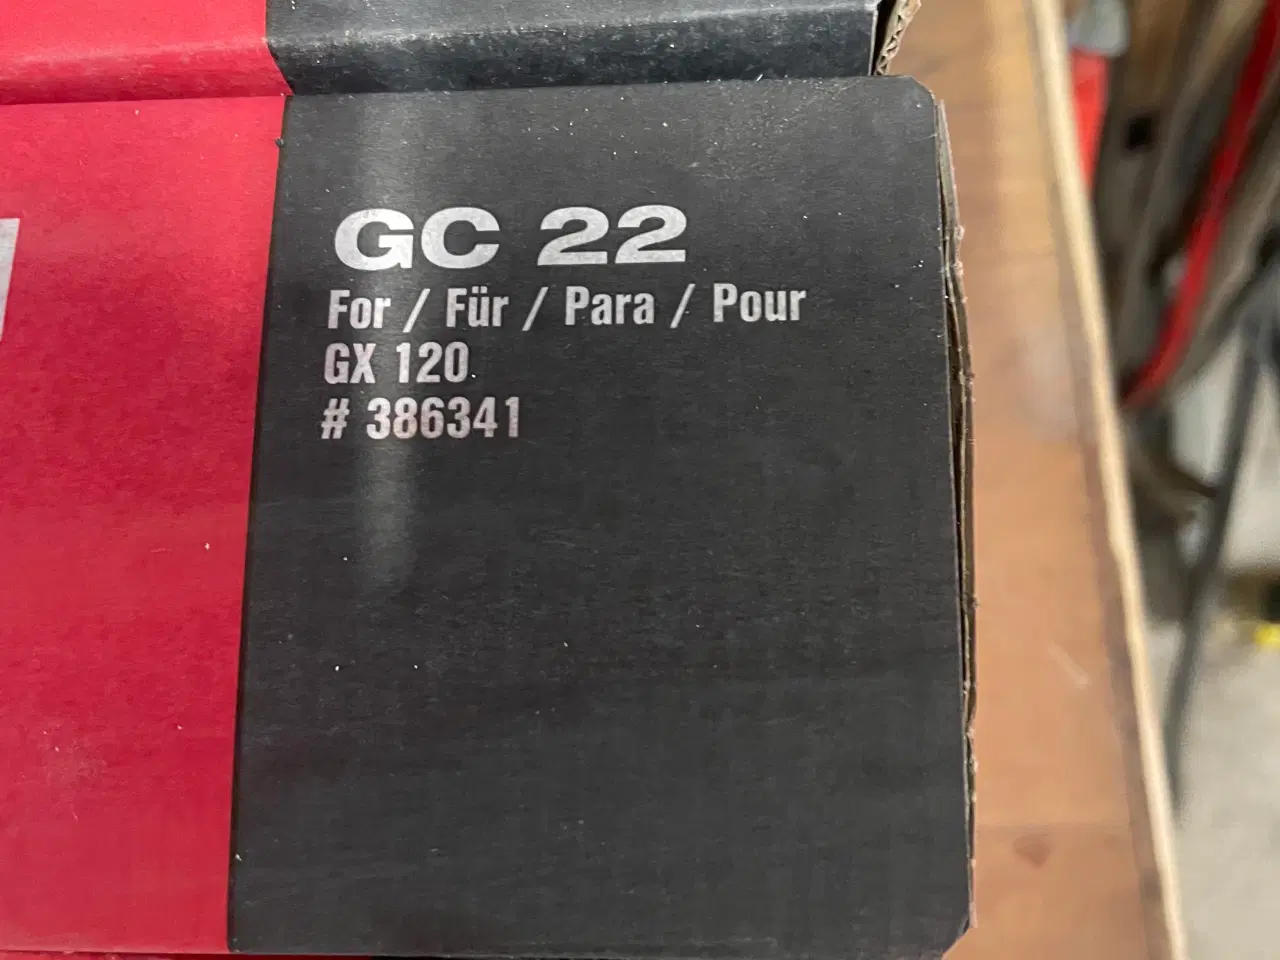 GC 22
For / Für / Para / Pour
GX 120
# 386341